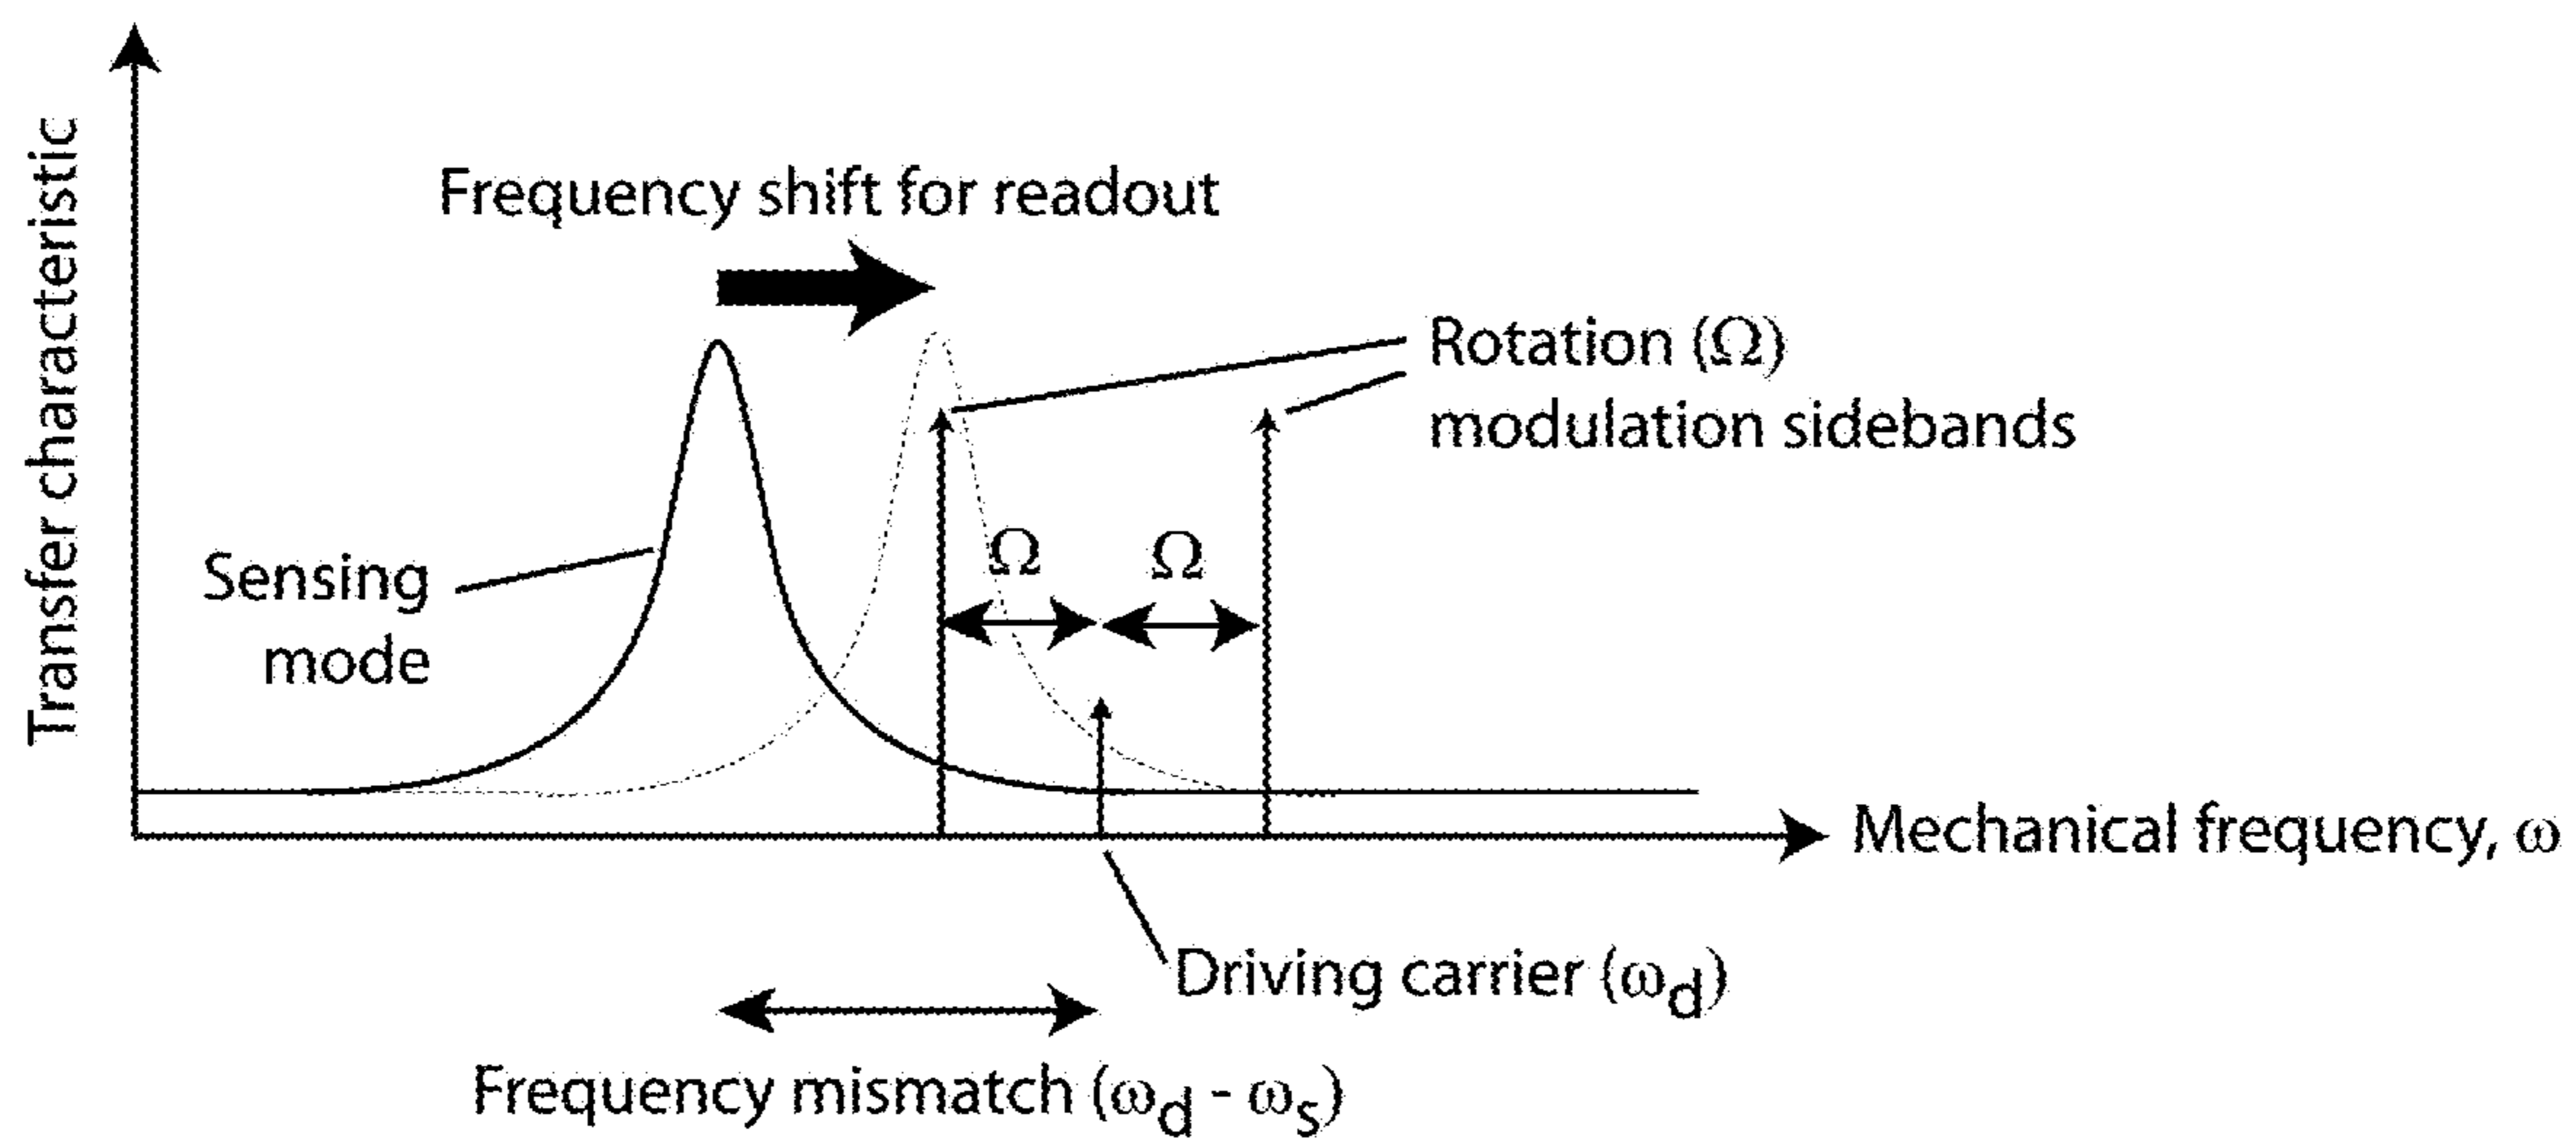 Transfer characteristic
Frequency shift for readout
Rotation (Ω)
modulation sidebands
Sensing
mode
Ω
Ω
Mechanical frequency, ω
Driving carrier (ωd)
Frequency mismatch (ωd - ωs)